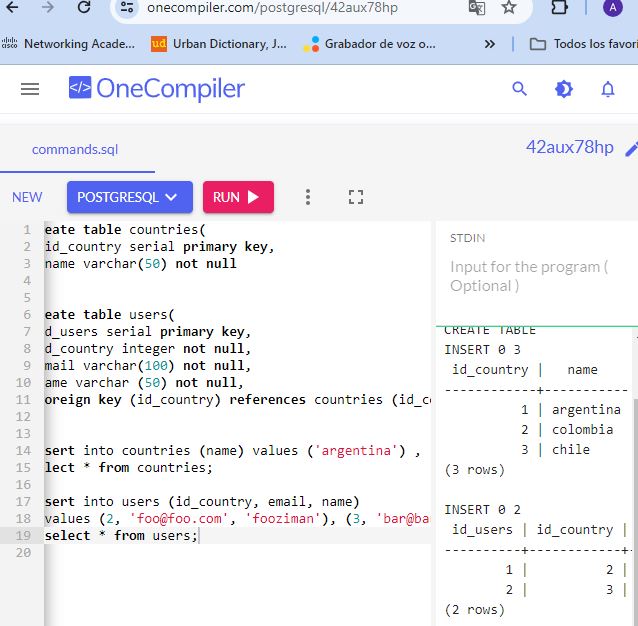 onecompiler.com/postgresql/42aux78hp
A
Networking Acade...
ud Urban Dictionary, J...
Grabador de voz o...
»
Todos los favori
</> OneCompiler
commands.sql
42aux78hp
NEW
POSTGRESQL
RUN
1 eate table countries(
2 id_country serial primary key,
3 name varchar(50) not null
4
5
6 eate table users(
7 d_users serial primary key,
8 d_country integer not null,
9 mail varchar(100) not null,
10 ame varchar (50) not null,
11 oreign key (id_country) references countries (id_co
12
13
14 sert into countries (name) values ('argentina') ,
15 lect * from countries;
16
17 sert into users (id_country, email, name)
18 values (2, 'foo@foo.com', 'fooziman'), (3, 'bar@bar
19 select * from users;
20
STDIN
Input for the program (
Optional )
CREATE TABLE
INSERT 0 3
id_country | name
------------+-----------
1 | argentina
2 | colombia
3 | chile
(3 rows)
INSERT 0 2
id_users | id_country |
----------+------------+-
1 | 2 |
2 | 3 |
(2 rows)